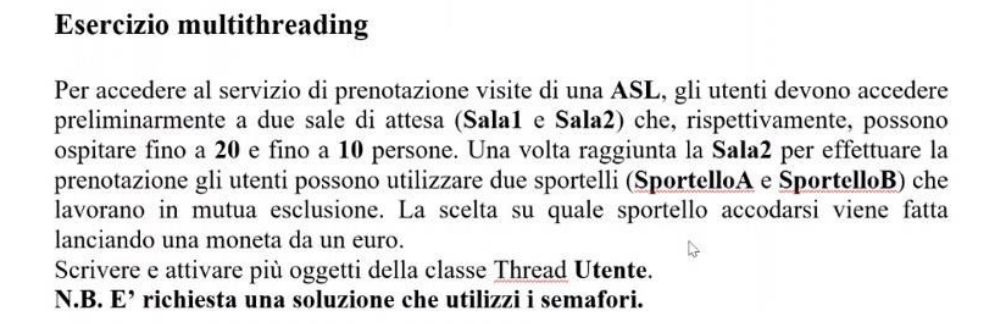 Esercizio multithreading
Per accedere al servizio di prenotazione visite di una ASL, gli utenti devono accedere
preliminarmente a due sale di attesa (Sala1 e Sala2) che, rispettivamente, possono
ospitare fino a 20 e fino a 10 persone. Una volta raggiunta la Sala2 per effettuare la
prenotazione gli utenti possono utilizzare due sportelli (SportelloA e SportelloB) che
lavorano in mutua esclusione. La scelta su quale sportello accodarsi viene fatta
lanciando una moneta da un euro.
Scrivere e attivare più oggetti della classe Thread Utente.
N.B. E’ richiesta una soluzione che utilizzi i semafori.